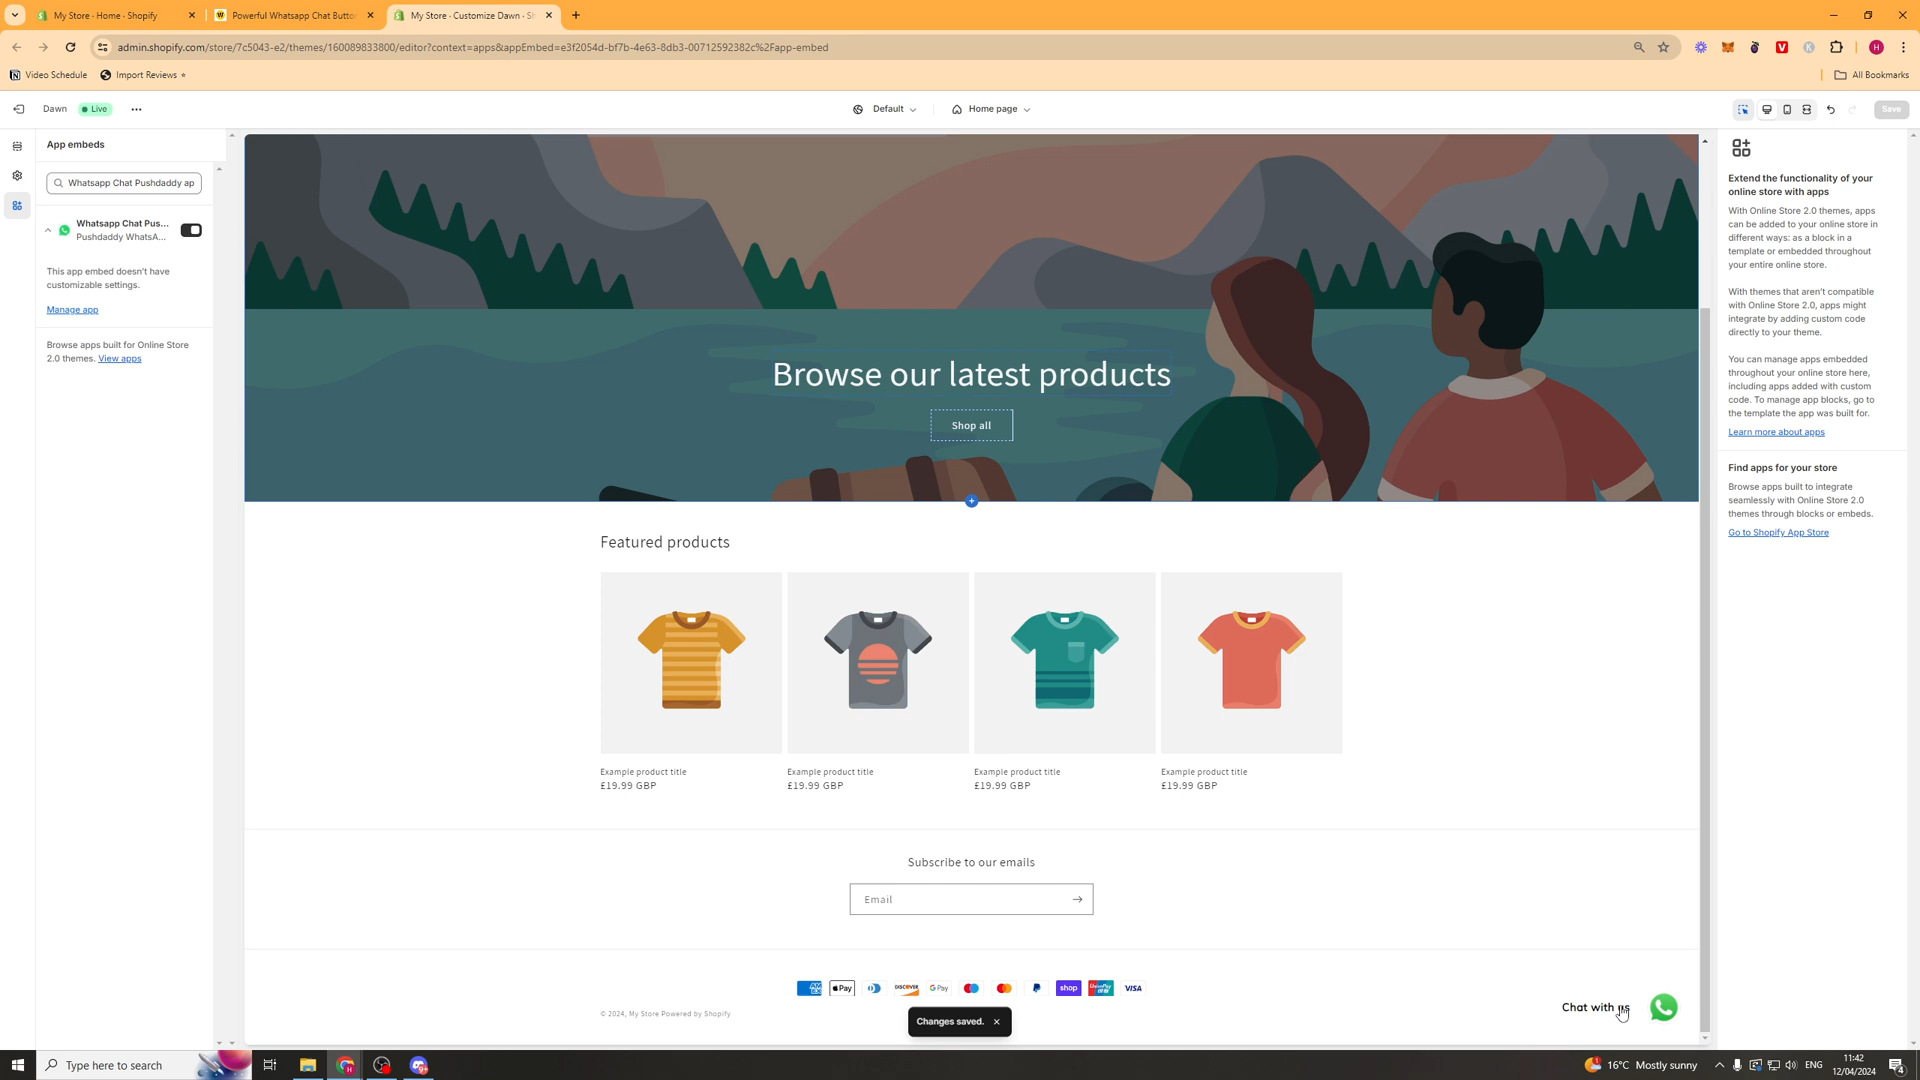 My Store - Home - Shopify
Powerful Whatsapp Chat Button
My Store · Customize Dawn · Sh
admin.shopify.com/store/7c5043-e2/themes/160089833800/editor?context=apps&appEmbed=e3f2054d-bf7b-4e63-8db3-00712592382c%2Fapp-embed
H
Video Schedule
Import Reviews ⭐
All Bookmarks
Dawn
Live
Default
Home page
Save
App embeds
Whatsapp Chat Pushdaddy ap
Whatsapp Chat Pus...
Pushdaddy WhatsA...
This app embed doesn't have
customizable settings.
Manage app
Browse apps built for Online Store
2.0 themes. View apps
Browse our latest products
Shop all
Featured products
Example product title
£19.99 GBP
Example product title
£19.99 GBP
Example product title
£19.99 GBP
Example product title
£19.99 GBP
Subscribe to our emails
Email
DISCOVER
G Pay
Pay
shop
VISA
© 2024, My Store Powered by Shopify
Changes saved.
Chat with us
Extend the functionality of your
online store with apps
With Online Store 2.0 themes, apps
can be added to your online store in
different ways: as a block in a
template or embedded throughout
your entire online store.
With themes that aren't compatible
with Online Store 2.0, apps might
integrate by adding custom code
directly to your theme.
You can manage apps embedded
throughout your online store here,
including apps added with custom
code. To manage app blocks, go to
the template the app was built for.
Learn more about apps
Find apps for your store
Browse apps built to integrate
seamlessly with Online Store 2.0
themes through blocks or embeds.
Go to Shopify App Store
Type here to search
16°C Mostly sunny
ENG
11:42
12/04/2024